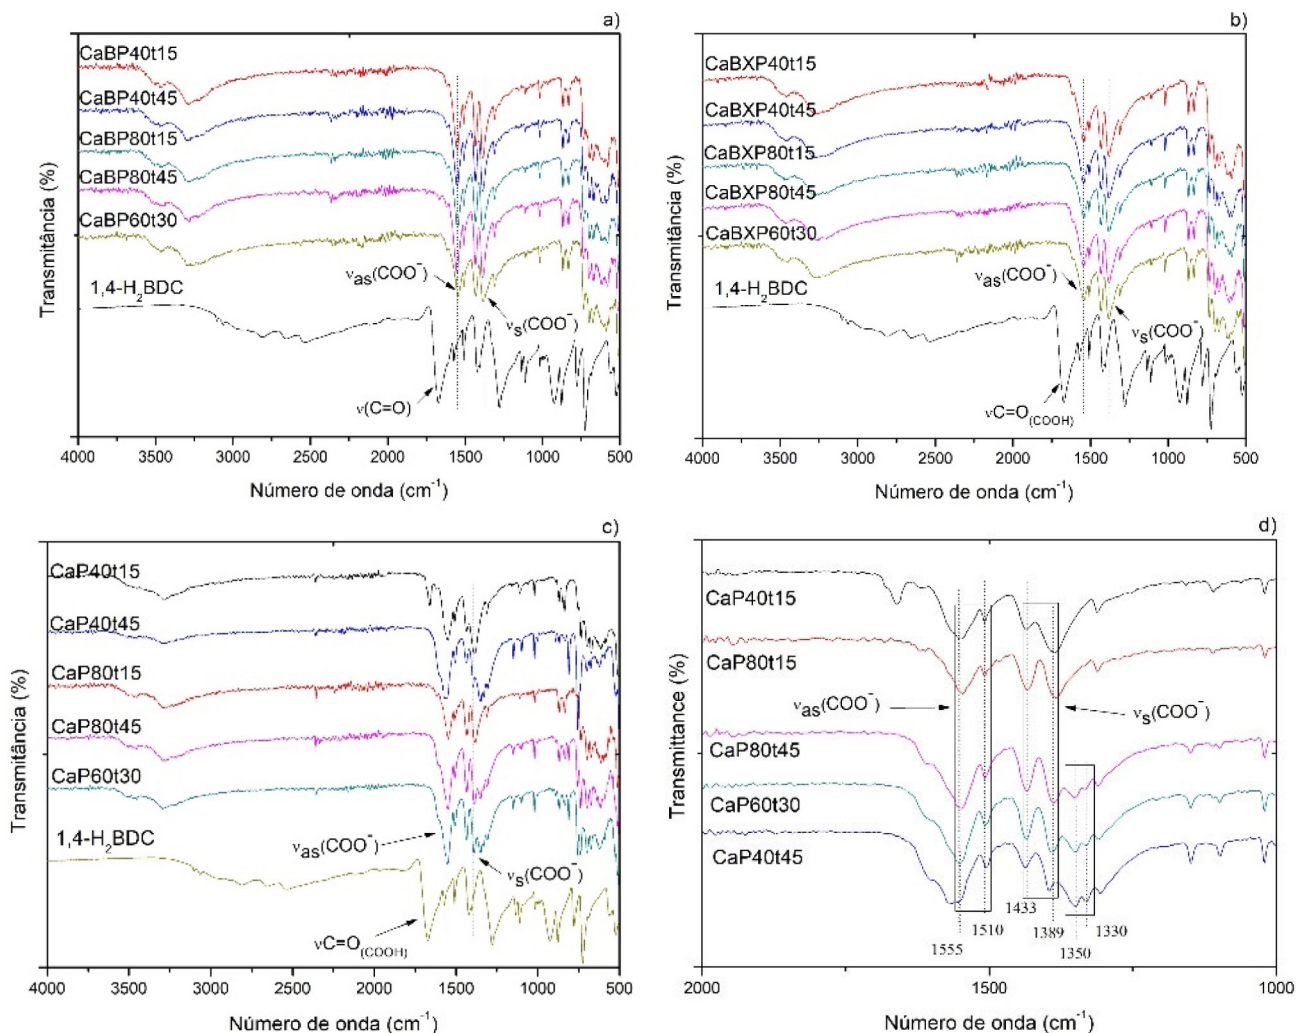 a)
CaBP40t15
CaBP40t45
CaBP80t15
CaBP80t45
CaBP60t30
1,4-H₂BDC
νas(COO⁻)
νs(COO⁻)
ν(C=O)
Transmitância (%)
4000 3500 3000 2500 2000 1500 1000 500
Número de onda (cm⁻¹)
b)
CaBXP40t15
CaBXP40t45
CaBXP80t15
CaBXP80t45
CaBXP60t30
1,4-H₂BDC
νas(COO⁻)
νs(COO⁻)
νC=O(COOH)
Transmitância (%)
4000 3500 3000 2500 2000 1500 1000 500
Número de onda (cm⁻¹)
c)
CaP40t15
CaP40t45
CaP80t15
CaP80t45
CaP60t30
1,4-H₂BDC
νas(COO⁻)
νs(COO⁻)
νC=O(COOH)
Transmitância (%)
4000 3500 3000 2500 2000 1500 1000 500
Número de onda (cm⁻¹)
d)
CaP40t15
CaP80t15
νas(COO⁻)
νs(COO⁻)
CaP80t45
CaP60t30
CaP40t45
1555 1510 1433 1389 1350 1330
Transmittance (%)
2000 1500 1000
Número de onda (cm⁻¹)